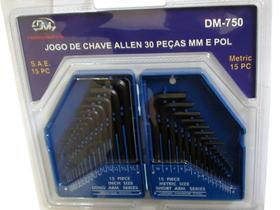 DM
DM-750
JOGO DE CHAVE ALLEN 30 PEÇAS MM E POL
S.A.E.
15 PC
Metric
15 PC
15 PIECE
INCH SIZE
LONG ARM SERIES
15 PIECE
METRIC SIZE
SHORT ARM SERIES